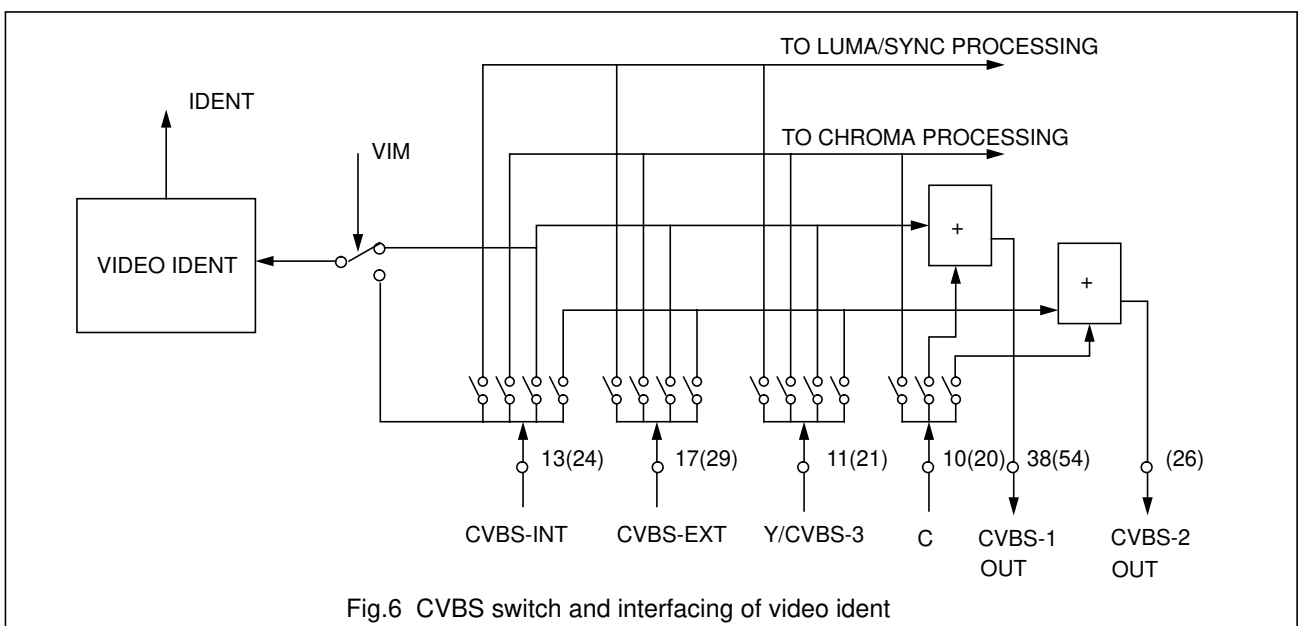 TO LUMA/SYNC PROCESSING
IDENT
TO CHROMA PROCESSING
VIM
VIDEO IDENT
+
+
13(24)
17(29)
11(21)
10(20)
38(54)
(26)
CVBS-INT
CVBS-EXT
Y/CVBS-3
C
CVBS-1
OUT
CVBS-2
OUT
Fig.6 CVBS switch and interfacing of video ident